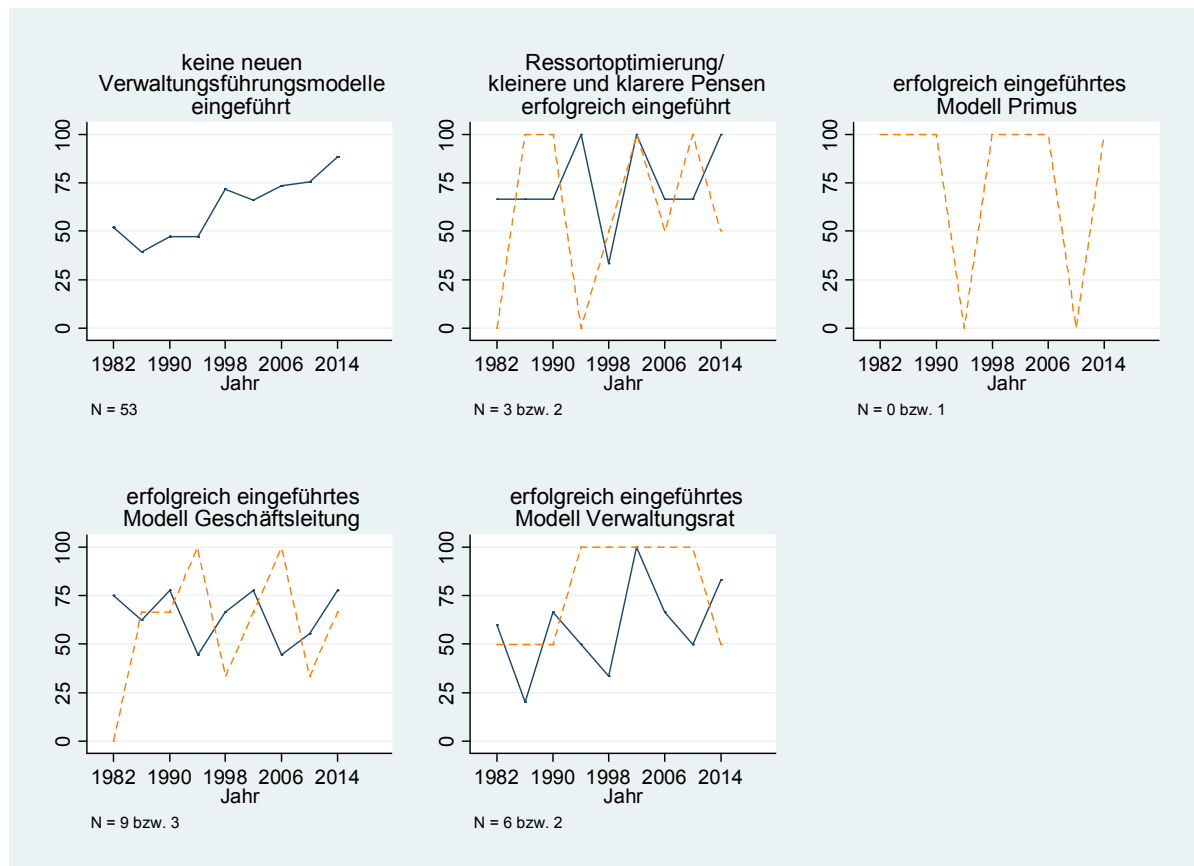 keine neuen
Verwaltungsführungsmodelle
eingeführt
100
75
50
25
0
1982 1990 1998 2006 2014
Jahr
N = 53
Ressortoptimierung/
kleinere und klarere Pensen
erfolgreich eingeführt
100
75
50
25
0
1982 1990 1998 2006 2014
Jahr
N = 3 bzw. 2
erfolgreich eingeführtes
Modell Primus
100
75
50
25
0
1982 1990 1998 2006 2014
Jahr
N = 0 bzw. 1
erfolgreich eingeführtes
Modell Geschäftsleitung
100
75
50
25
0
1982 1990 1998 2006 2014
Jahr
N = 9 bzw. 3
erfolgreich eingeführtes
Modell Verwaltungsrat
100
75
50
25
0
1982 1990 1998 2006 2014
Jahr
N = 6 bzw. 2